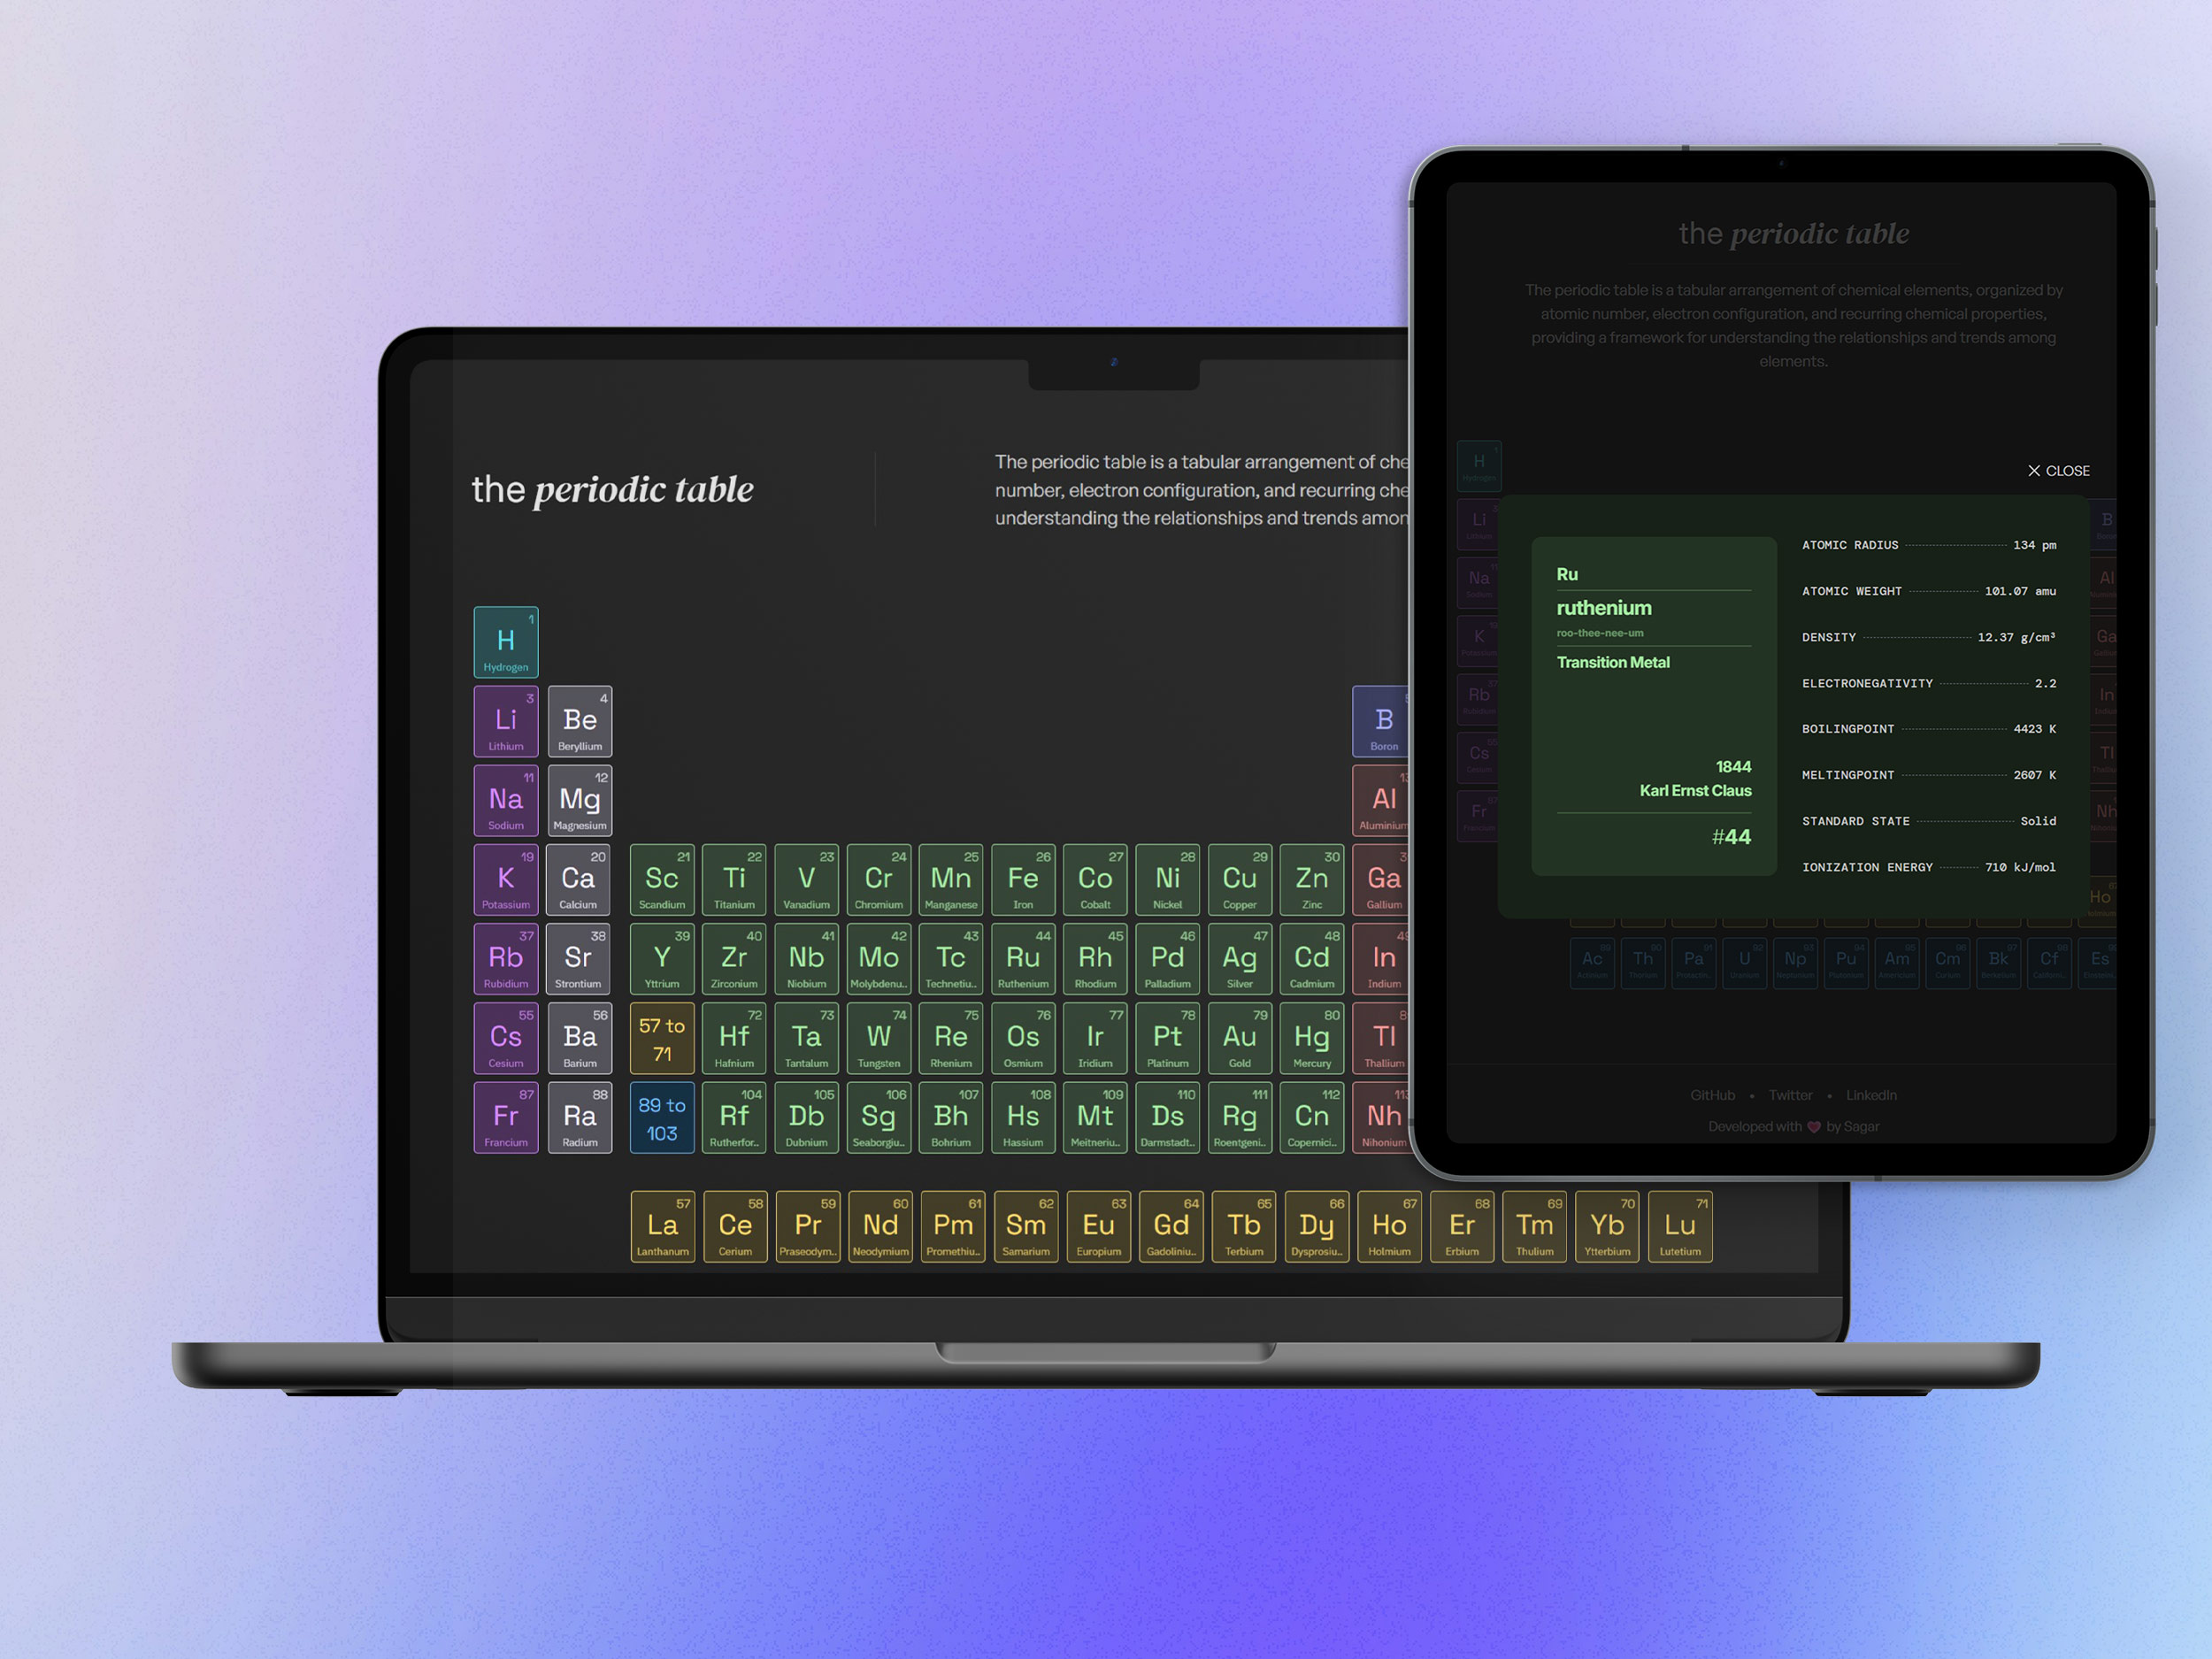 the periodic table
The periodic table is a tabular arrangement of che
number, electron configuration, and recurring che
understanding the relationships and trends amon
1
H
Hydrogen
3 4
Li Be B
Lithium Beryllium Boron
11 12
Na Mg Al
Sodium Magnesium Aluminium
19 20 21 22 23 24 25 26 27 28 29 30
K Ca Sc Ti V Cr Mn Fe Co Ni Cu Zn Ga
Potassium Calcium Scandium Titanium Vanadium Chromium Manganese Iron Cobalt Nickel Copper Zinc Gallium
37 38 39 40 41 42 43 44 45 46 47 48 49
Rb Sr Y Zr Nb Mo Tc Ru Rh Pd Ag Cd In
Rubidium Strontium Yttrium Zirconium Niobium Molybdenu.. Technetiu.. Ruthenium Rhodium Palladium Silver Cadmium Indium
55 56 57 to 71 72 73 74 75 76 77 78 79 80
Cs Ba Hf Ta W Re Os Ir Pt Au Hg Tl
Cesium Barium Hafnium Tantalum Tungsten Rhenium Osmium Iridium Platinum Gold Mercury Thallium
87 88 89 to 103 104 105 106 107 108 109 110 111 112 113
Fr Ra Rf Db Sg Bh Hs Mt Ds Rg Cn Nh
Francium Radium Rutherfor.. Dubnium Seaborgiu.. Bohrium Hassium Meitneriu.. Darmstadt.. Roentgeni.. Copernici.. Nihonium
57 58 59 60 61 62 63 64 65 66 67 68 69 70 71
La Ce Pr Nd Pm Sm Eu Gd Tb Dy Ho Er Tm Yb Lu
Lanthanum Cerium Praseodym.. Neodymium Promethiu.. Samarium Europium Gadoliniu.. Terbium Dysprosiu.. Holmium Erbium Thulium Ytterbium Lutetium
the periodic table
The periodic table is a tabular arrangement of chemical elements, organized by
atomic number, electron configuration, and recurring chemical properties,
providing a framework for understanding the relationships and trends among
elements.
H
Hydrogen
Li B
Na Al
K Ga
Rb In
Cs Tl
Fr Nh
Ho
× CLOSE
Ru
ruthenium
roo-thee-nee-um
Transition Metal
1844
Karl Ernst Claus
#44
ATOMIC RADIUS 134 pm
ATOMIC WEIGHT 101.07 amu
DENSITY 12.37 g/cm³
ELECTRONEGATIVITY 2.2
BOILINGPOINT 4423 K
MELTINGPOINT 2607 K
STANDARD STATE Solid
IONIZATION ENERGY 710 kJ/mol
89 90 91 92 93 94 95 96 97 98
Ac Th Pa U Np Pu Am Cm Bk Cf Es
GitHub • Twitter • LinkedIn
Developed with ❤ by Sagar